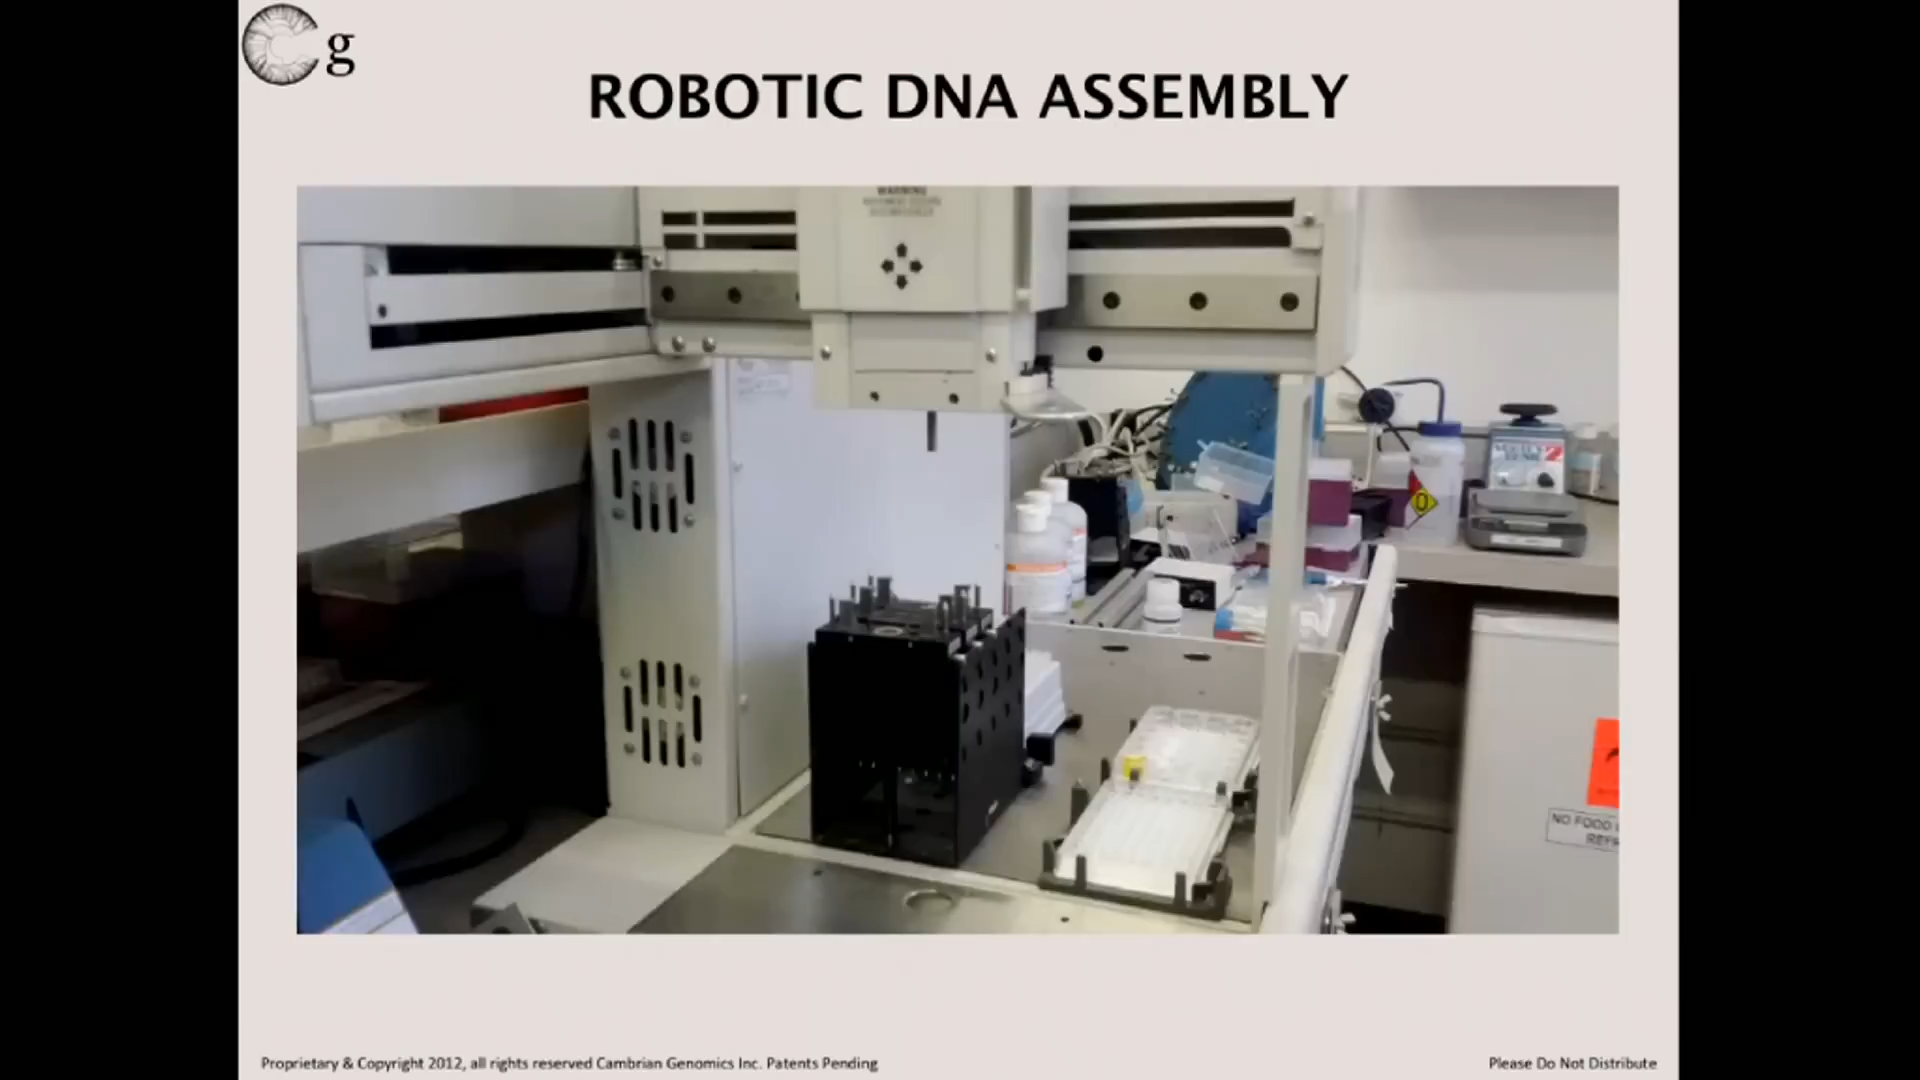 Cg
ROBOTIC DNA ASSEMBLY
WARNING
NO FOOD
Proprietary & Copyright 2012, all rights reserved Cambrian Genomics Inc. Patents Pending
Please Do Not Distribute